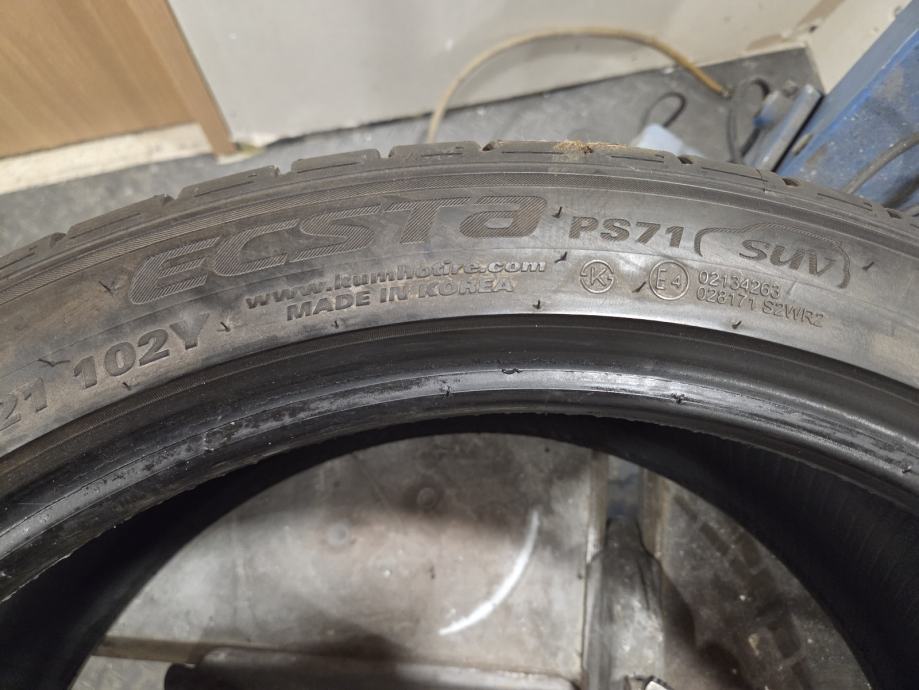 ECSTA PS71 SUV
www.kumhotire.com
MADE IN KOREA
K E4 02134263
028171 S2WR2
21 102Y